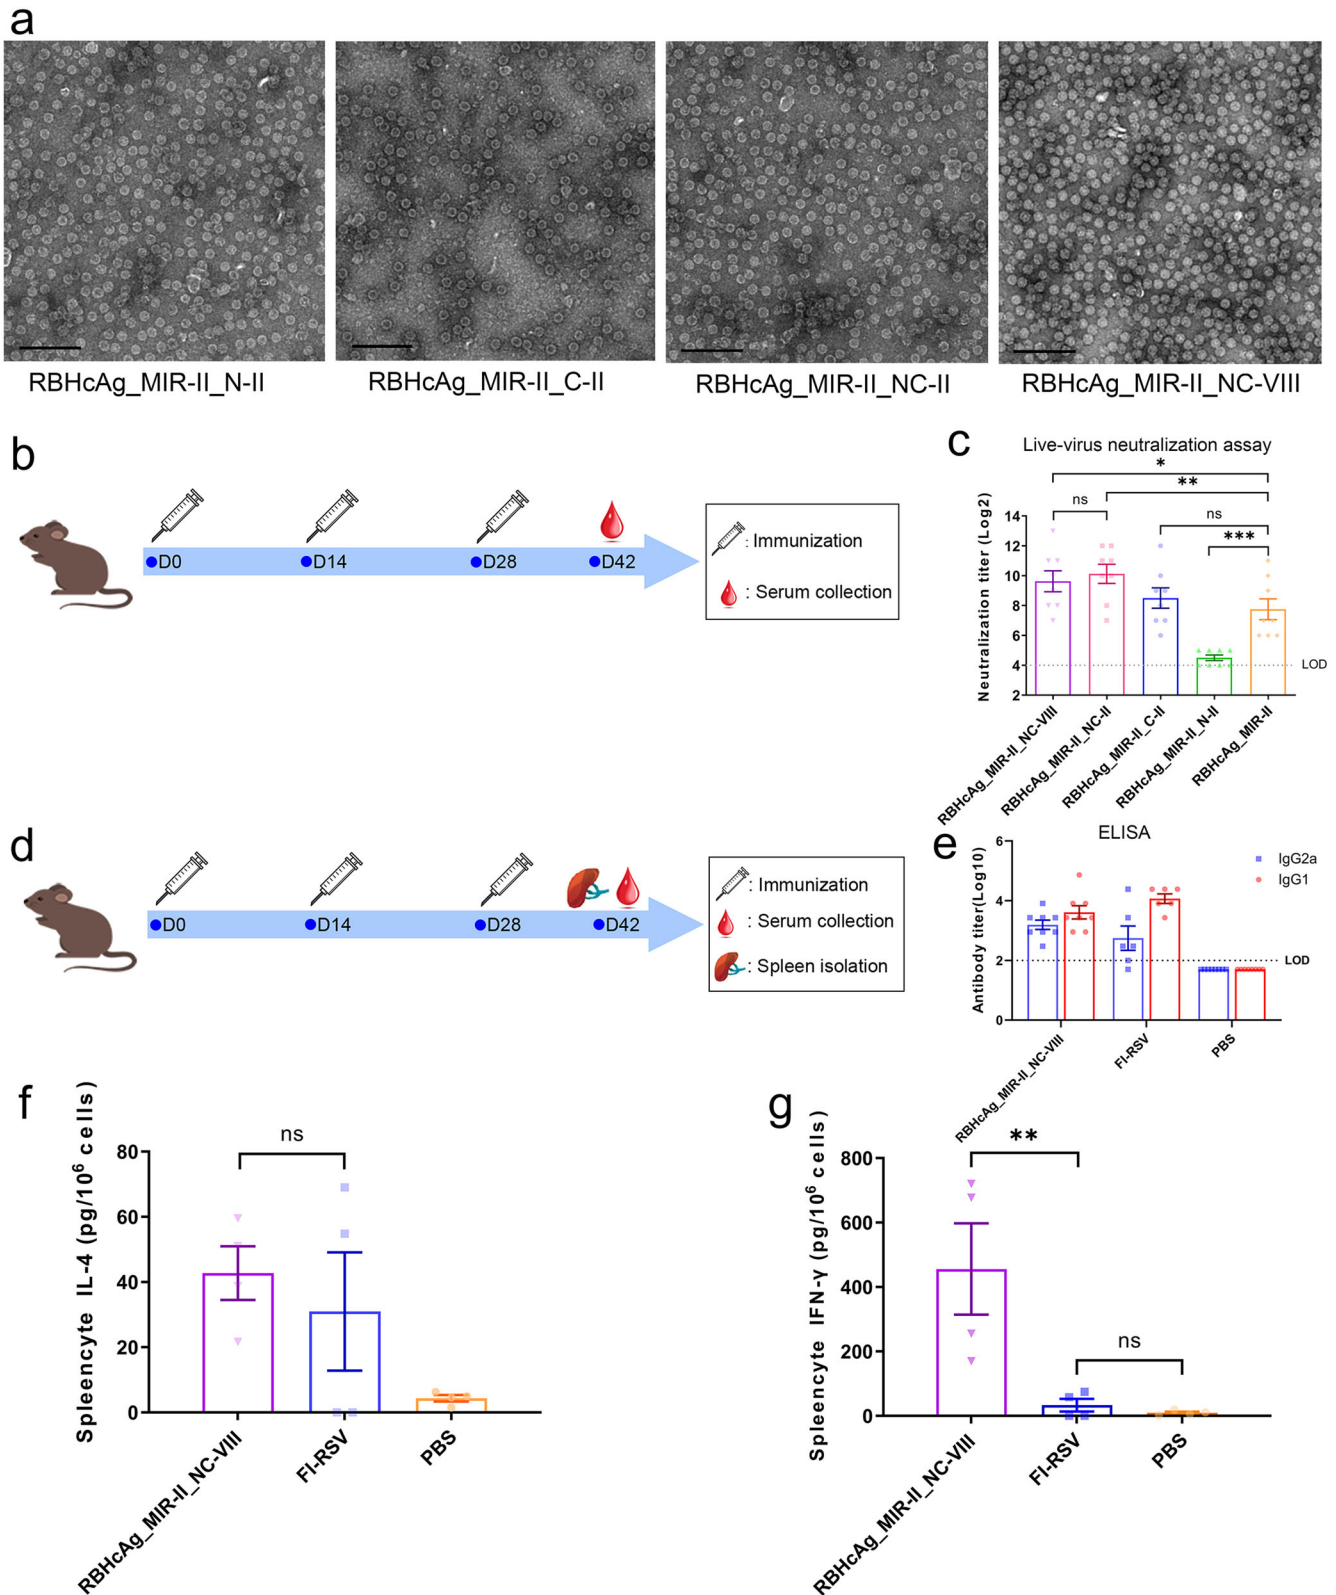 a
RBHcAg_MIR-II_N-II
RBHcAg_MIR-II_C-II
RBHcAg_MIR-II_NC-II
RBHcAg_MIR-II_NC-VIII
b
D0
D14
D28
D42
: Immunization
: Serum collection
c
Live-virus neutralization assay
*
**
ns
ns
***
Neutralization titer (Log2)
14
12
10
8
6
4
2
LOD
RBHcAg_MIR-II_NC-VIII
RBHcAg_MIR-II_NC-II
RBHcAg_MIR-II_C-II
RBHcAg_MIR-II_N-II
RBHcAg_MIR-II
d
D0
D14
D28
D42
: Immunization
: Serum collection
: Spleen isolation
e
ELISA
Antibody titer(Log10)
6
4
2
0
IgG2a
IgG1
LOD
RBHcAg_MIR-II_NC-VIII
FI-RSV
PBS
f
Spleencyte IL-4 (pg/10⁶ cells)
80
60
40
20
0
ns
RBHcAg_MIR-II_NC-VIII
FI-RSV
PBS
g
Spleencyte IFN-γ (pg/10⁶ cells)
800
600
400
200
0
**
ns
RBHcAg_MIR-II_NC-VIII
FI-RSV
PBS